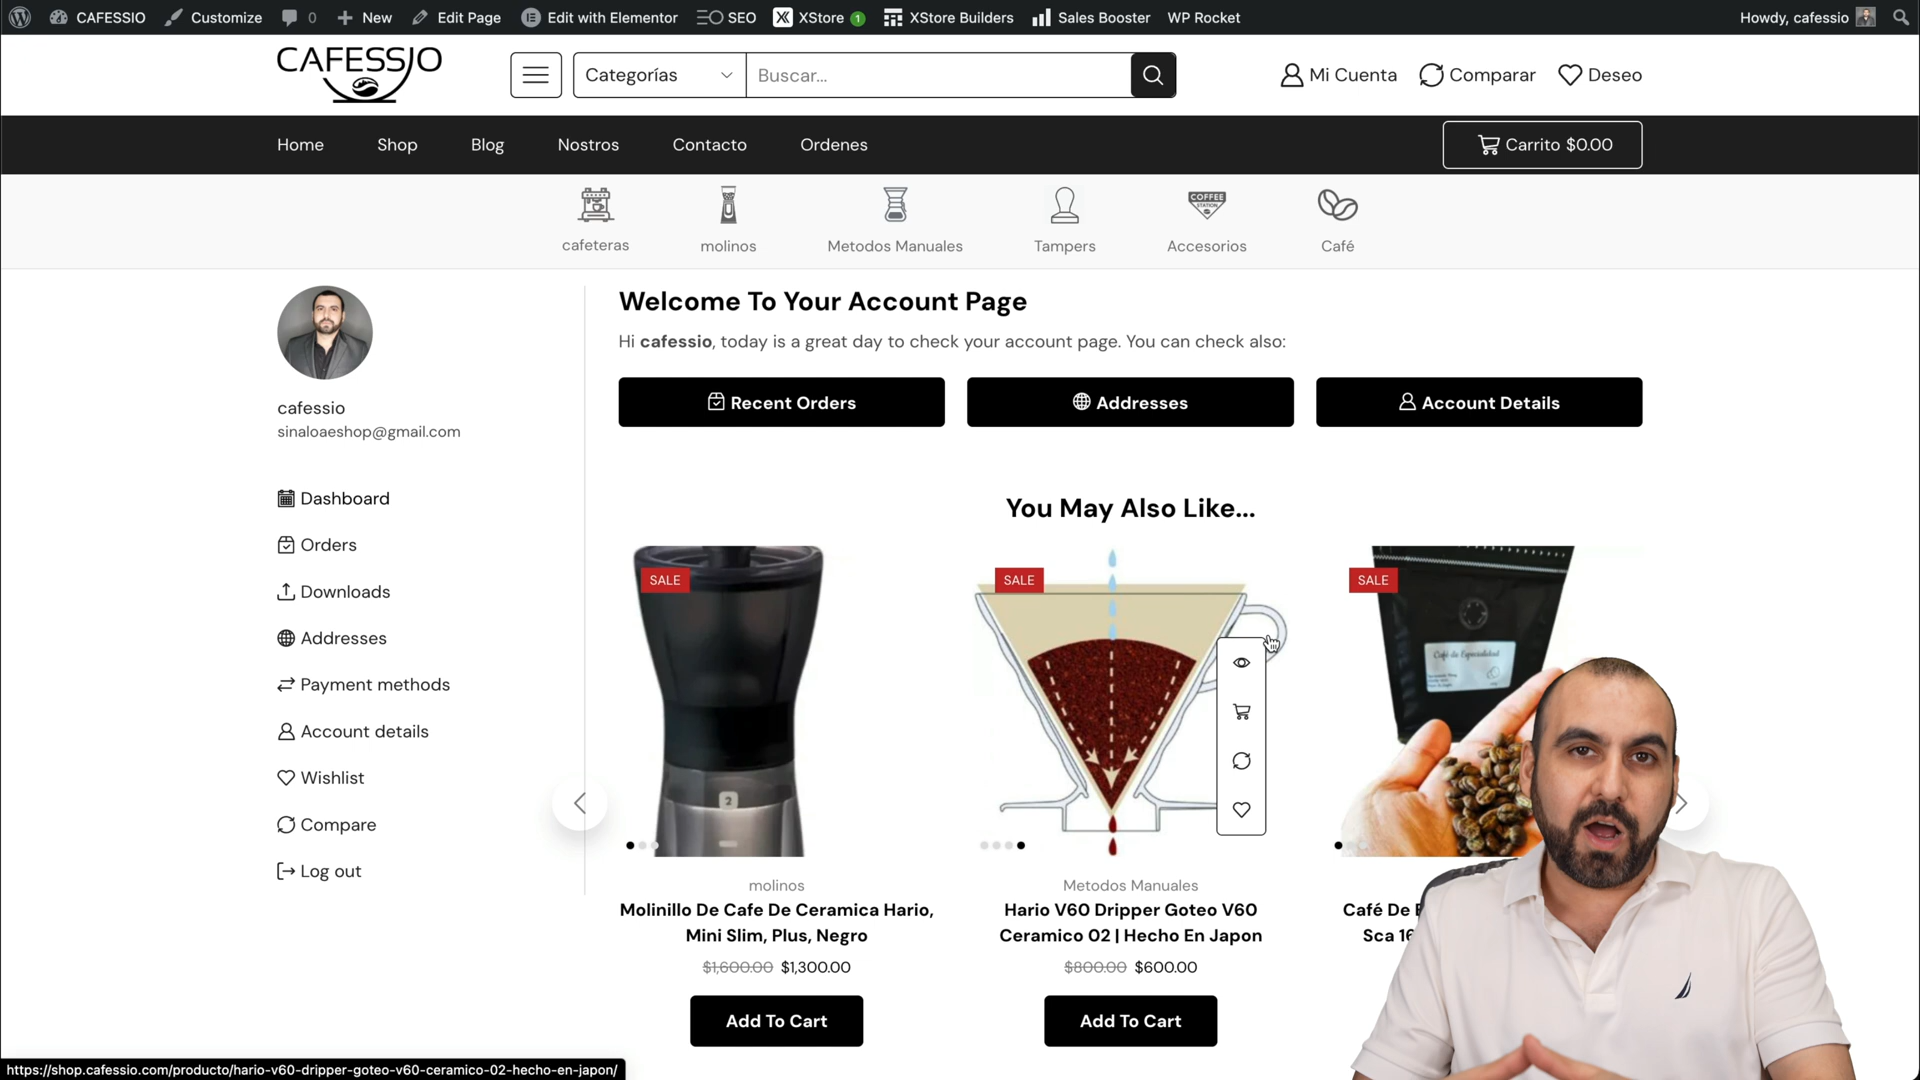 CAFESSIO
Customize
0
New
Edit Page
Edit with Elementor
SEO
XStore 1
XStore Builders
Sales Booster
WP Rocket
Howdy, cafessio
CAFESSIO
Categorías
Buscar...
Mi Cuenta
Comparar
Deseo
Home
Shop
Blog
Nostros
Contacto
Ordenes
Carrito $0.00
COFFEE
STATION
cafeteras
molinos
Metodos Manuales
Tampers
Accesorios
Café
cafessio
sinaloaeshop@gmail.com
Dashboard
Orders
Downloads
Addresses
Payment methods
Account details
Wishlist
Compare
Log out
Welcome To Your Account Page
Hi cafessio, today is a great day to check your account page. You can check also:
Recent Orders
Addresses
Account Details
You May Also Like...
SALE
2
molinos
Molinillo De Cafe De Ceramica Hario,
Mini Slim, Plus, Negro
$1,600.00 $1,300.00
Add To Cart
SALE
Metodos Manuales
Hario V60 Dripper Goteo V60
Ceramico 02 | Hecho En Japon
$800.00 $600.00
Add To Cart
SALE
Café de Especialidad
Café De
Sca 16
https://shop.cafessio.com/producto/hario-v60-dripper-goteo-v60-ceramico-02-hecho-en-japon/